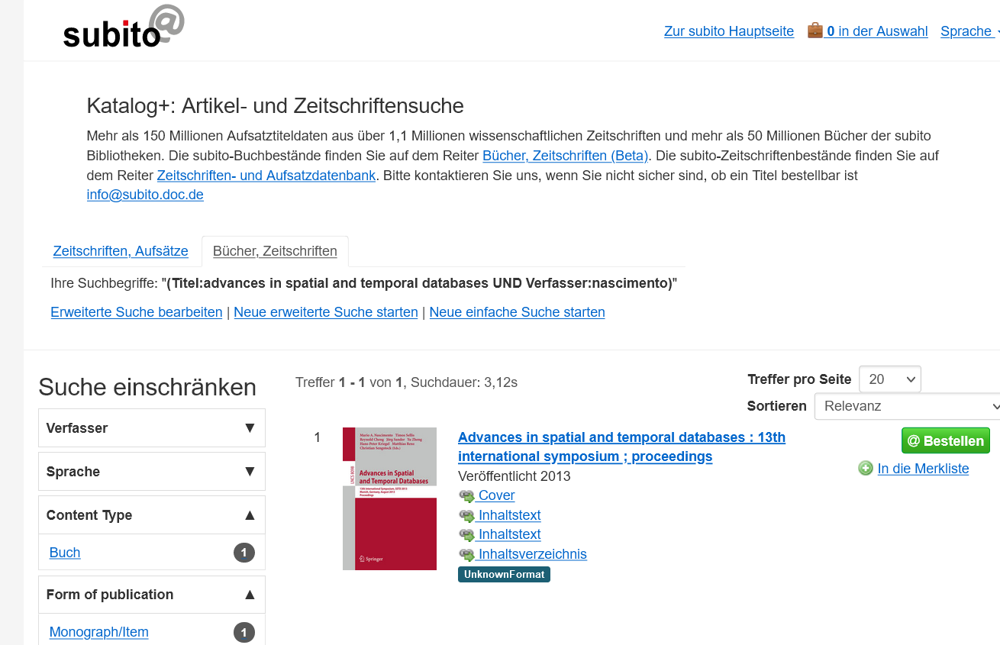 subito@
Zur subito Hauptseite
0 in der Auswahl
Sprache
Katalog+: Artikel- und Zeitschriftensuche
Mehr als 150 Millionen Aufsatztiteldaten aus über 1,1 Millionen wissenschaftlichen Zeitschriften und mehr als 50 Millionen Bücher der subito
Bibliotheken. Die subito-Buchbestände finden Sie auf dem Reiter Bücher, Zeitschriften (Beta). Die subito-Zeitschriftenbestände finden Sie auf
dem Reiter Zeitschriften- und Aufsatzdatenbank. Bitte kontaktieren Sie uns, wenn Sie nicht sicher sind, ob ein Titel bestellbar ist
info@subito.doc.de
Zeitschriften, Aufsätze
Bücher, Zeitschriften
Ihre Suchbegriffe: "(Titel:advances in spatial and temporal databases UND Verfasser:nascimento)"
Erweiterte Suche bearbeiten | Neue erweiterte Suche starten | Neue einfache Suche starten
Suche einschränken
Verfasser ▼
Sprache ▼
Content Type ▲
Buch 1
Form of publication ▲
Monograph/Item 1
Treffer 1 - 1 von 1, Suchdauer: 3,12s
Treffer pro Seite 20
Sortieren Relevanz
1
Mario A. Nascimento Timos Sellis
Reynold Cheng Jörg Sander Yu Zheng
Hans-Peter Kriegel Matthias Renz
Christian Sengstock (Eds.)
LNCS 8098
Advances in Spatial
and Temporal Databases
13th International Symposium, SSTD 2013
Munich, Germany, August 2013
Proceedings
Springer
Advances in spatial and temporal databases : 13th
international symposium ; proceedings
Veröffentlicht 2013
Cover
Inhaltstext
Inhaltstext
Inhaltsverzeichnis
UnknownFormat
@ Bestellen
In die Merkliste